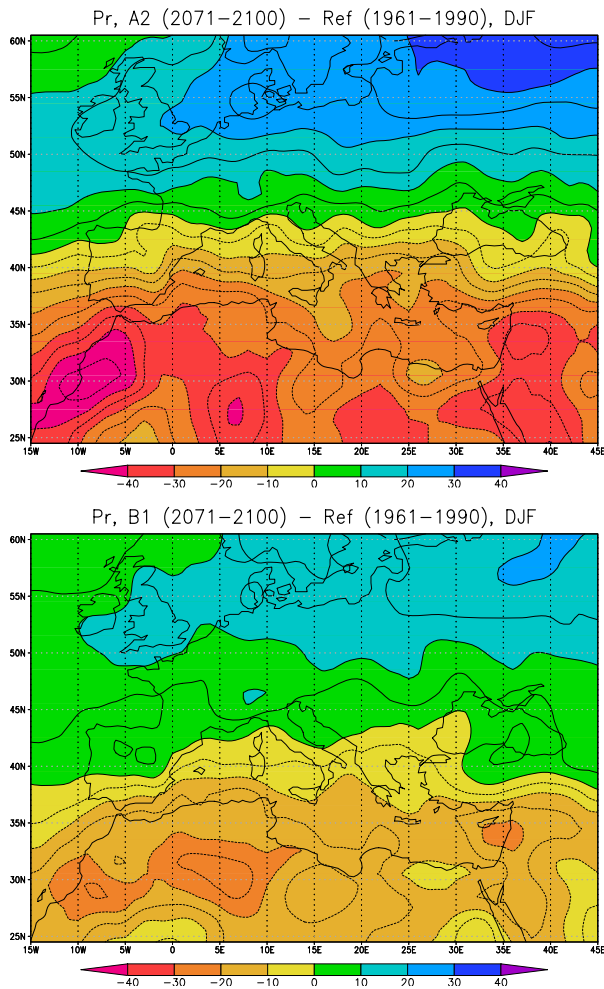 Pr, A2 (2071−2100) − Ref (1961−1990), DJF
60N
55N
50N
45N
40N
35N
30N
25N
15W 10W 5W 0 5E 10E 15E 20E 25E 30E 35E 40E 45E
−40 −30 −20 −10 0 10 20 30 40
Pr, B1 (2071−2100) − Ref (1961−1990), DJF
60N
55N
50N
45N
40N
35N
30N
25N
15W 10W 5W 0 5E 10E 15E 20E 25E 30E 35E 40E 45E
−40 −30 −20 −10 0 10 20 30 40